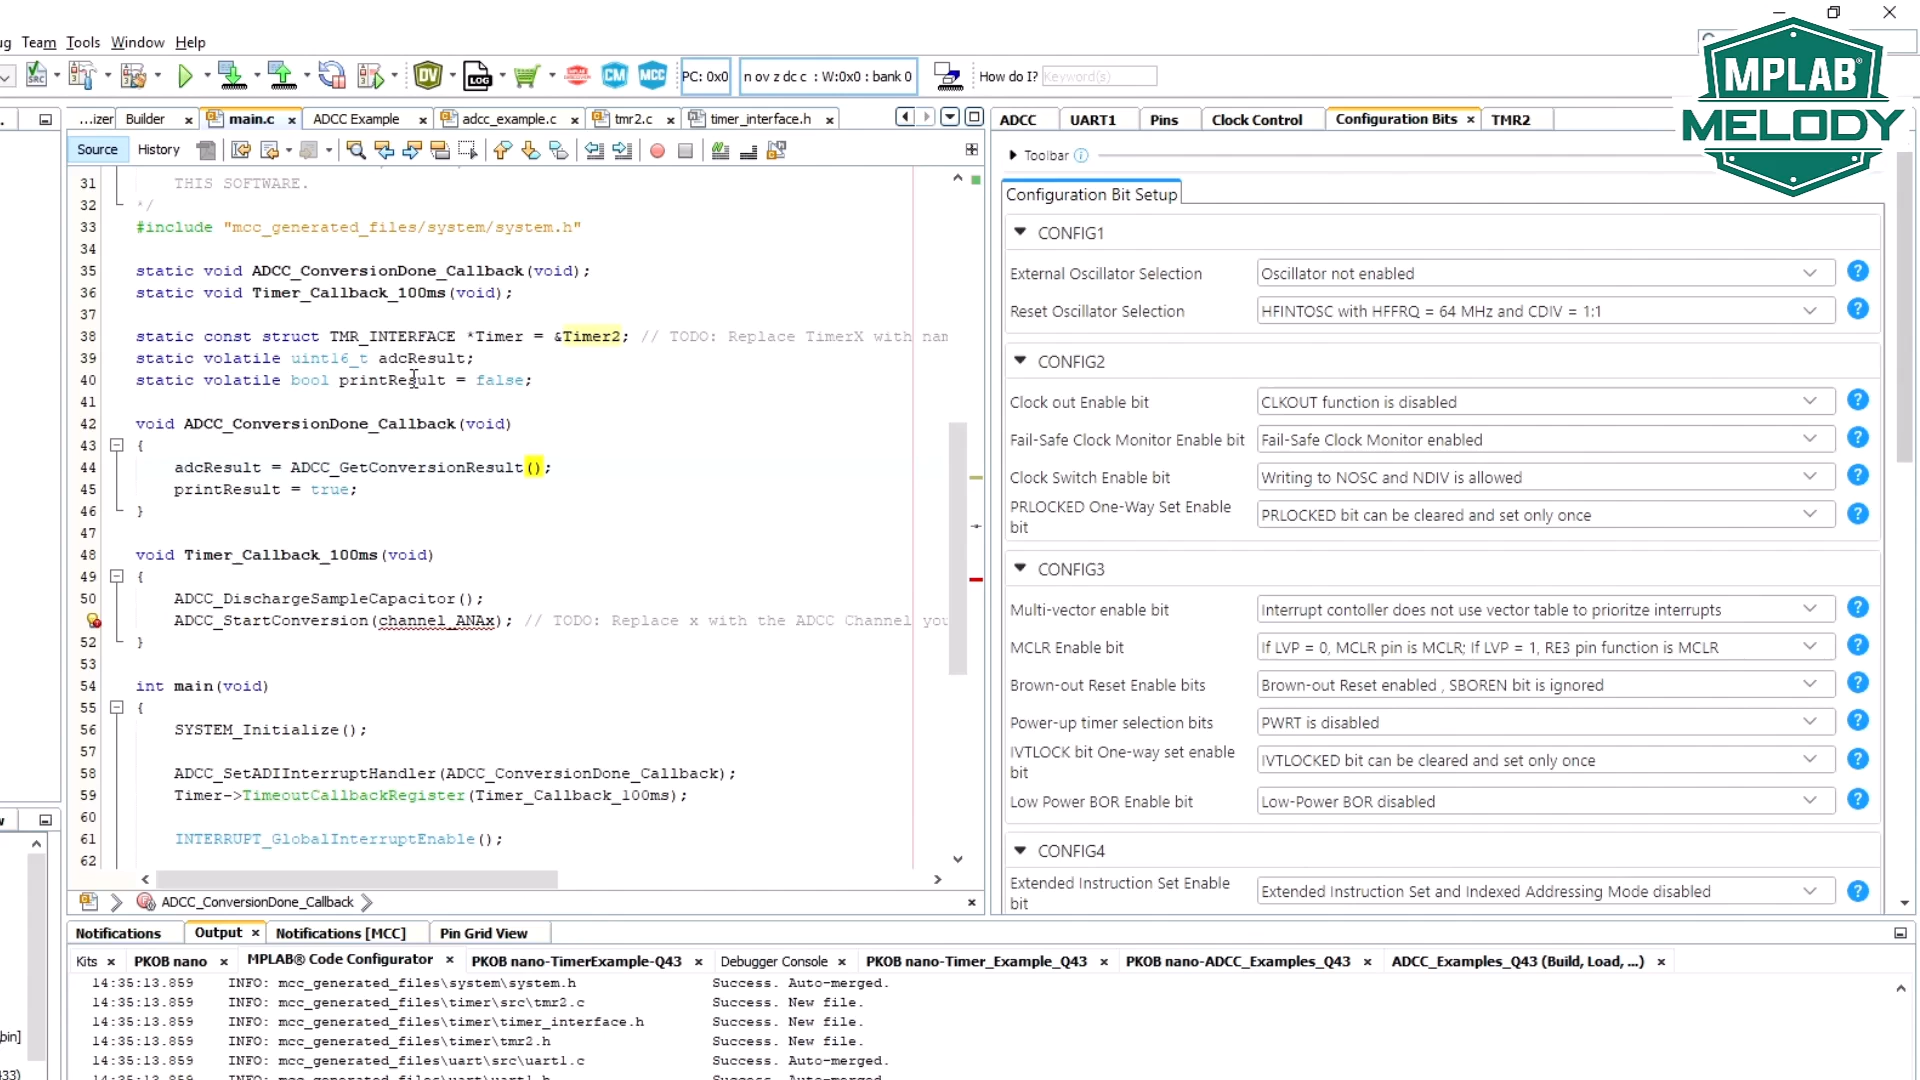 ug Team Tools Window Help
PC: 0x0 n ov z dc c : W:0x0 : bank 0 How do I? Keyword(s)
MPLAB®
MELODY
...izer Builder main.c ADCC Example adcc_example.c tmr2.c timer_interface.h
Source History
31 THIS SOFTWARE.
32 */
33 #include "mcc_generated_files/system/system.h"
34
35 static void ADCC_ConversionDone_Callback(void);
36 static void Timer_Callback_100ms(void);
37
38 static const struct TMR_INTERFACE *Timer = &Timer2; // TODO: Replace TimerX with nam
39 static volatile uint16_t adcResult;
40 static volatile bool printResult = false;
41
42 void ADCC_ConversionDone_Callback(void)
43 {
44 adcResult = ADCC_GetConversionResult();
45 printResult = true;
46 }
47
48 void Timer_Callback_100ms(void)
49 {
50 ADCC_DischargeSampleCapacitor();
ADCC_StartConversion(channel_ANAx); // TODO: Replace x with the ADCC Channel you
52 }
53
54 int main(void)
55 {
56 SYSTEM_Initialize();
57
58 ADCC_SetADIInterruptHandler(ADCC_ConversionDone_Callback);
59 Timer->TimeoutCallbackRegister(Timer_Callback_100ms);
60
61 INTERRUPT_GlobalInterruptEnable();
62
ADCC_ConversionDone_Callback
ADCC UART1 Pins Clock Control Configuration Bits TMR2
Toolbar
Configuration Bit Setup
CONFIG1
External Oscillator Selection Oscillator not enabled
Reset Oscillator Selection HFINTOSC with HFFRQ = 64 MHz and CDIV = 1:1
CONFIG2
Clock out Enable bit CLKOUT function is disabled
Fail-Safe Clock Monitor Enable bit Fail-Safe Clock Monitor enabled
Clock Switch Enable bit Writing to NOSC and NDIV is allowed
PRLOCKED One-Way Set Enable bit PRLOCKED bit can be cleared and set only once
CONFIG3
Multi-vector enable bit Interrupt contoller does not use vector table to prioritze interrupts
MCLR Enable bit If LVP = 0, MCLR pin is MCLR; If LVP = 1, RE3 pin function is MCLR
Brown-out Reset Enable bits Brown-out Reset enabled , SBOREN bit is ignored
Power-up timer selection bits PWRT is disabled
IVTLOCK bit One-way set enable bit IVTLOCKED bit can be cleared and set only once
Low Power BOR Enable bit Low-Power BOR disabled
CONFIG4
Extended Instruction Set Enable bit Extended Instruction Set and Indexed Addressing Mode disabled
Notifications Output Notifications [MCC] Pin Grid View
Kits PKOB nano MPLAB® Code Configurator PKOB nano-TimerExample-Q43 Debugger Console PKOB nano-Timer_Example_Q43 PKOB nano-ADCC_Examples_Q43 ADCC_Examples_Q43 (Build, Load, ...)
14:35:13.859 INFO: mcc_generated_files\system\system.h Success. Auto-merged.
14:35:13.859 INFO: mcc_generated_files\timer\src\tmr2.c Success. New file.
14:35:13.859 INFO: mcc_generated_files\timer\timer_interface.h Success. New file.
14:35:13.859 INFO: mcc_generated_files\timer\tmr2.h Success. New file.
14:35:13.859 INFO: mcc_generated_files\uart\src\uart1.c Success. Auto-merged.
bin]
433)